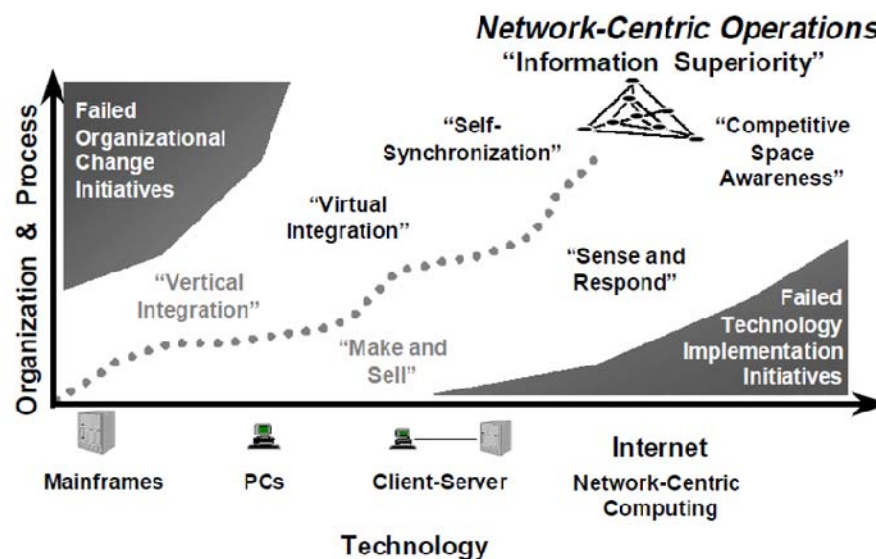 Network-Centric Operations
“Information Superiority”
Failed
Organizational
Change
Initiatives
“Self-
Synchronization”
“Competitive
Space
Awareness”
“Virtual
Integration”
“Vertical
Integration”
“Sense and
Respond”
“Make and
Sell”
Failed
Technology
Implementation
Initiatives
Organization & Process
Mainframes
PCs
Client-Server
Internet
Network-Centric
Computing
Technology